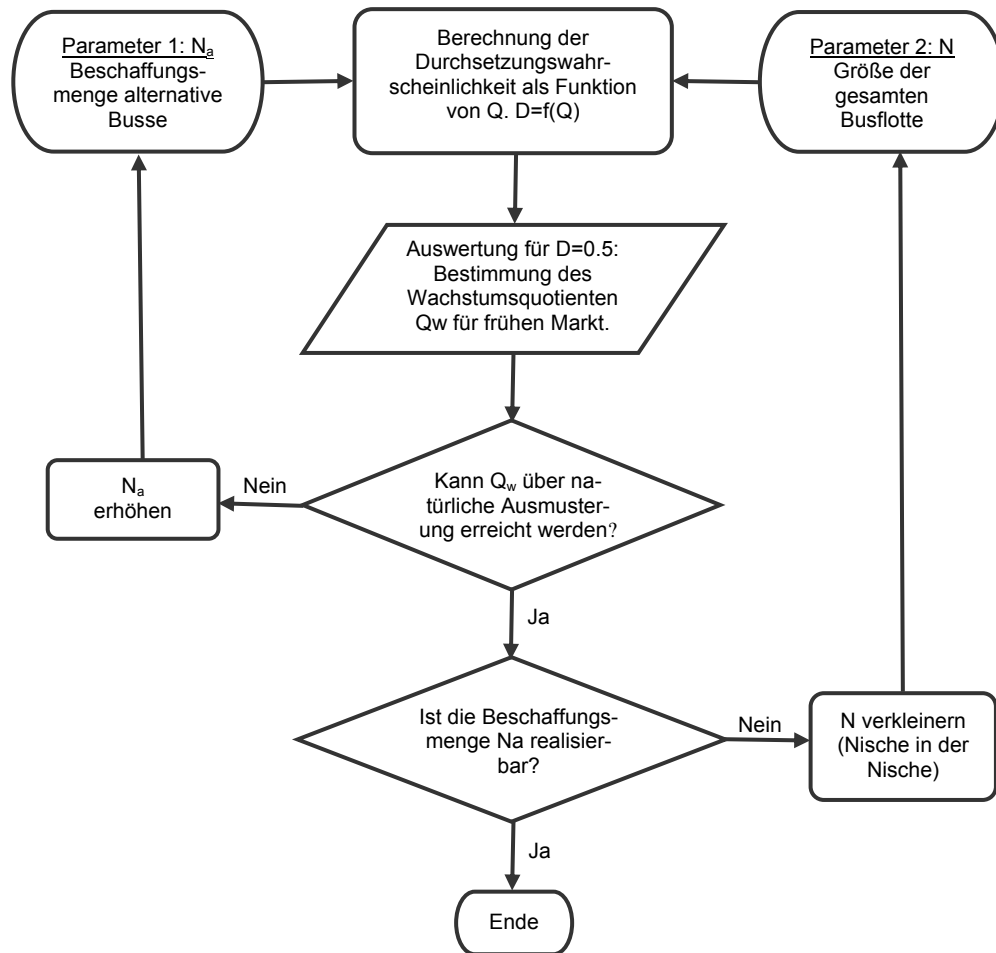 Parameter 1: Nₐ
Beschaffungs-
menge alternative
Busse
Berechnung der
Durchsetzungswahr-
scheinlichkeit als Funktion
von Q. D=f(Q)
Parameter 2: N
Größe der
gesamten
Busflotte
Auswertung für D=0.5:
Bestimmung des
Wachstumsquotienten
Qw für frühen Markt.
Nₐ
erhöhen
Nein
Kann Q_w über na-
türliche Ausmuster-
ung erreicht werden?
Ja
Ist die Beschaffungs-
menge Na realisier-
bar?
Nein
N verkleinern
(Nische in der
Nische)
Ja
Ende